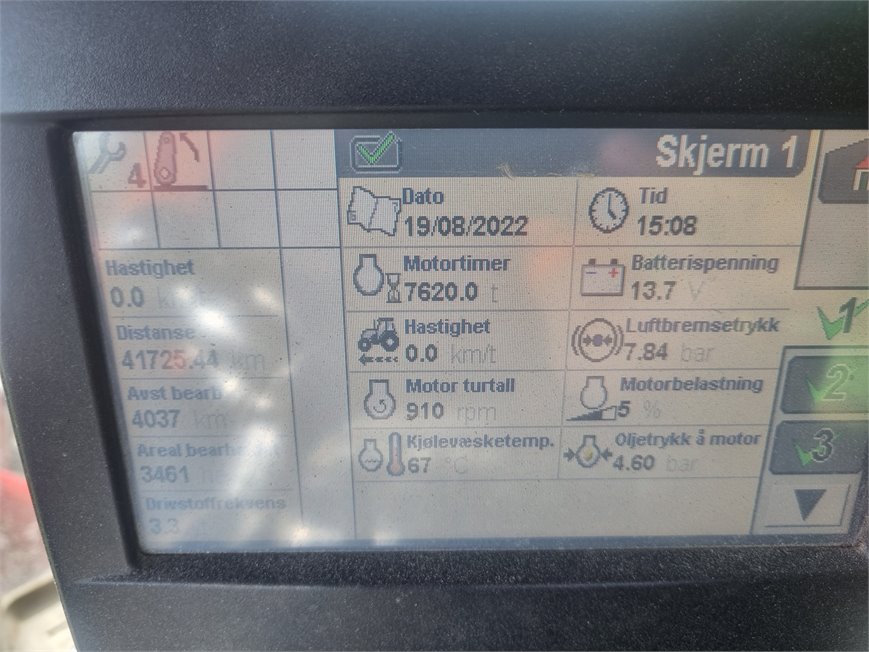 4
Skjerm 1
Dato
19/08/2022
Tid
15:08
Hastighet
0.0
Motortimer
7620.0 t
Batterispenning
13.7 V
1
Distanse
41725.44 km
Hastighet
0.0 km/t
Luftbremsetrykk
7.84 bar
Avst bearb
4037 km
Motor turtall
910 rpm
Motorbelastning
5 %
2
Areal
3461
Kjølevæsketemp.
67 °C
Oljetrykk å motor
4.60 bar
3
Drivstoffrekvens
3.3